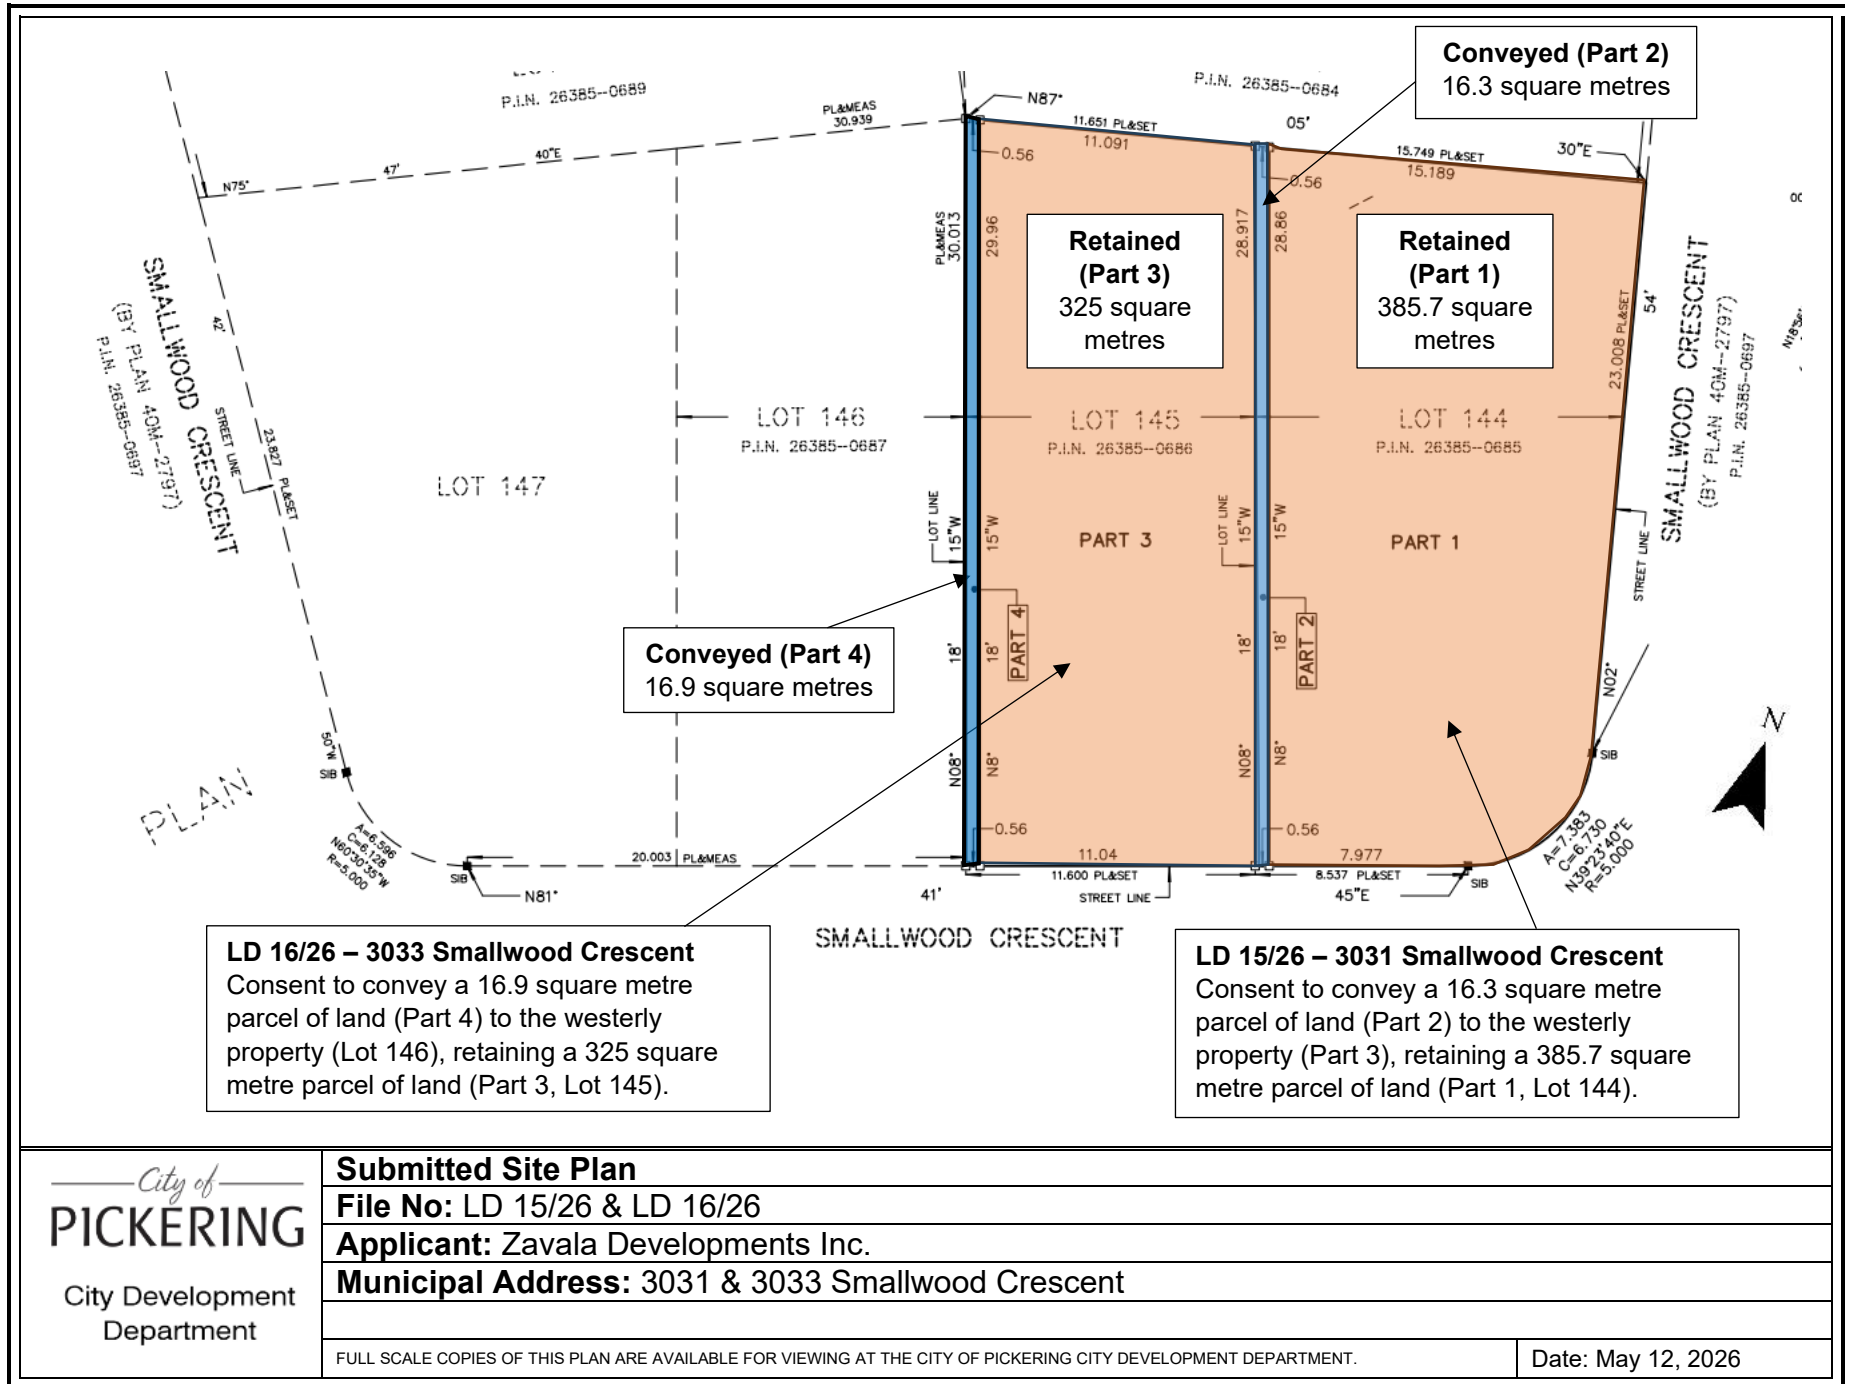 P.I.N. 26385--0689
P.I.N. 26385--0684
Conveyed (Part 2)
16.3 square metres
PL&MEAS
30.939
N87°
11.651 PL&SET
11.091
05'
15.749 PL&SET
15.189
30"E
N75°
47'
40"E
0.56
0.56
PL&MEAS
30.013
29.96
28.917
28.86
Retained
(Part 3)
325 square
metres
Retained
(Part 1)
385.7 square
metres
SMALLWOOD CRESCENT
(BY PLAN 40M--2797)
P.I.N. 26385--0697
42'
STREET LINE
23.827 PL&SET
50"W
SIB
LOT 147
LOT 146
P.I.N. 26385--0687
LOT 145
P.I.N. 26385--0686
LOT 144
P.I.N. 26385--0685
23.008 PL&SET
54'
SMALLWOOD CRESCENT
(BY PLAN 40M--2797)
P.I.N. 26385--0697
STREET LINE
N02°
SIB
LOT LINE
15"W
15"W
PART 3
LOT LINE
15"W
15"W
PART 1
Conveyed (Part 4)
16.9 square metres
18'
18'
PART 4
18'
18'
PART 2
N08°
N8°
N08°
N8°
N
PLAN
A=6.596
C=6.128
N60°30'35"W
R=5.000
SIB
N81°
20.003 PL&MEAS
0.56
11.04
11.600 PL&SET
0.56
7.977
8.537 PL&SET
A=7.383
C=6.730
N39°23'40"E
R=5.000
SIB
41'
STREET LINE
45"E
SMALLWOOD CRESCENT
LD 16/26 – 3033 Smallwood Crescent
Consent to convey a 16.9 square metre
parcel of land (Part 4) to the westerly
property (Lot 146), retaining a 325 square
metre parcel of land (Part 3, Lot 145).
LD 15/26 – 3031 Smallwood Crescent
Consent to convey a 16.3 square metre
parcel of land (Part 2) to the westerly
property (Part 3), retaining a 385.7 square
metre parcel of land (Part 1, Lot 144).
City of
PICKERING
City Development
Department
Submitted Site Plan
File No: LD 15/26 & LD 16/26
Applicant: Zavala Developments Inc.
Municipal Address: 3031 & 3033 Smallwood Crescent
FULL SCALE COPIES OF THIS PLAN ARE AVAILABLE FOR VIEWING AT THE CITY OF PICKERING CITY DEVELOPMENT DEPARTMENT.
Date: May 12, 2026